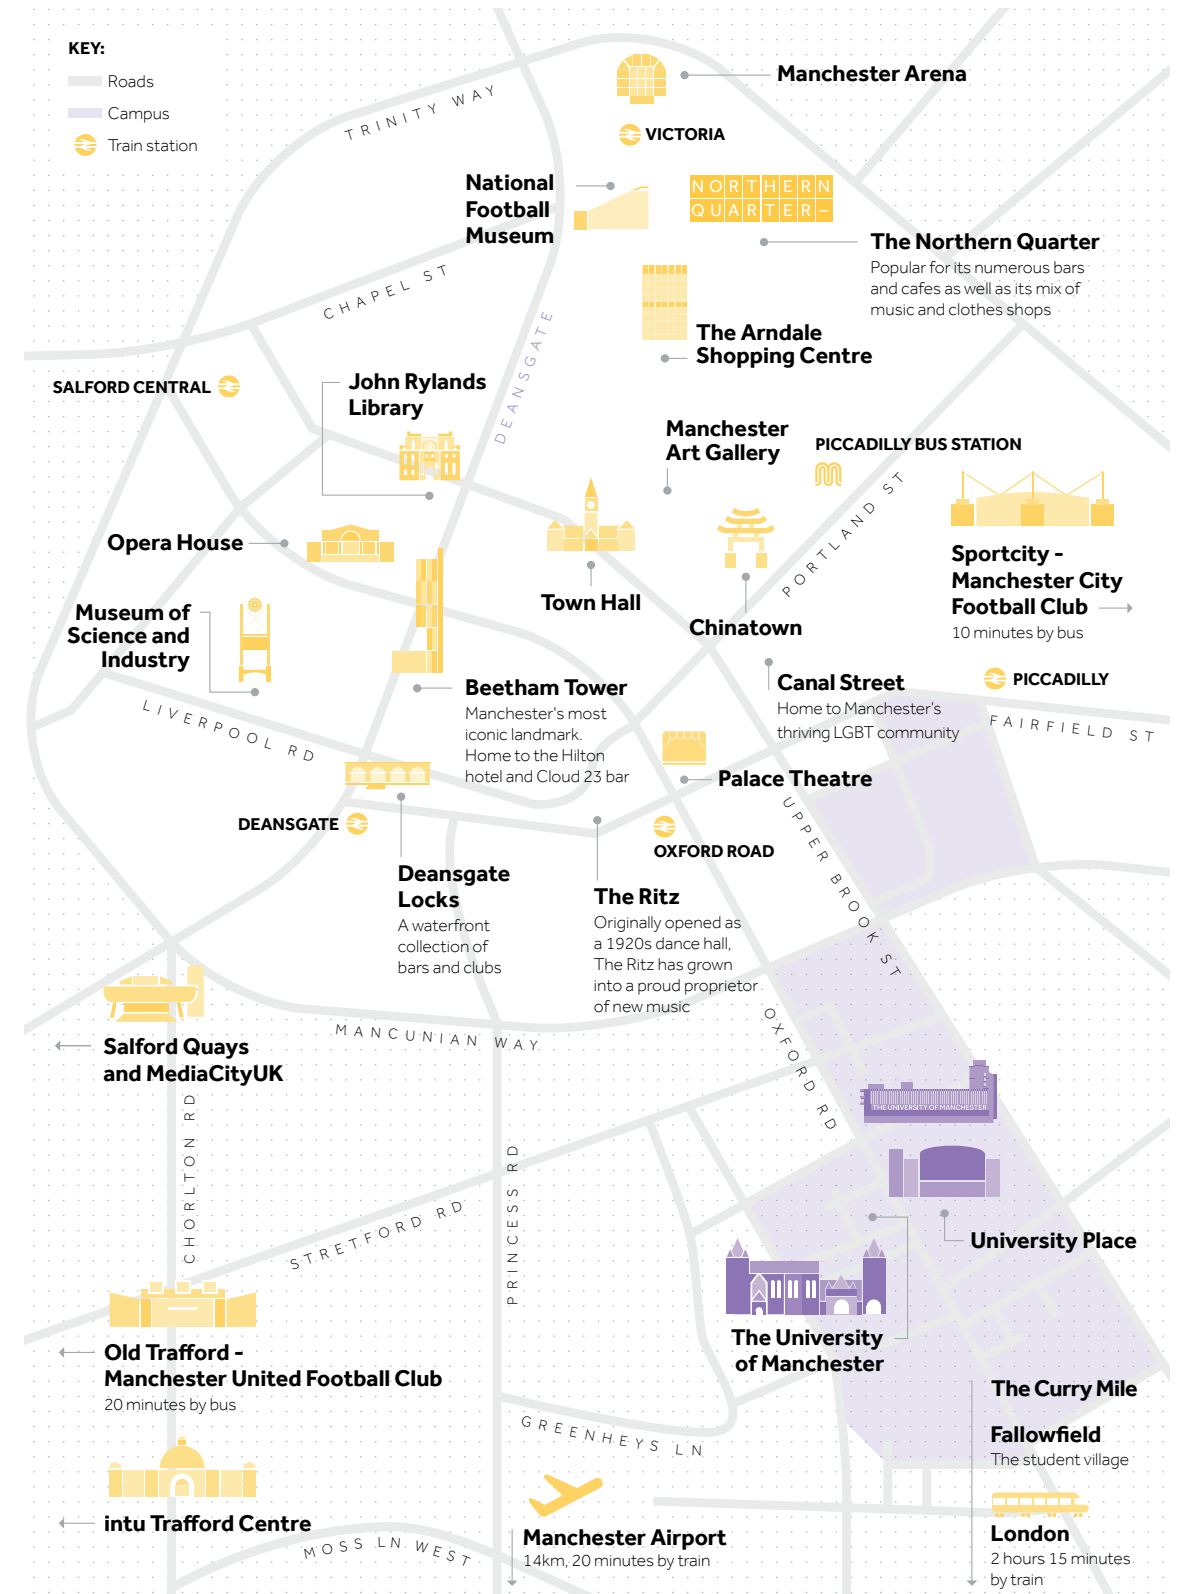 KEY:
Roads
Campus
Train station
TRINITY WAY
Manchester Arena
VICTORIA
National
Football
Museum
NORTHERN
QUARTER–
The Northern Quarter
Popular for its numerous bars
and cafes as well as its mix of
music and clothes shops
CHAPEL ST
DEANSGATE
The Arndale
Shopping Centre
SALFORD CENTRAL
John Rylands
Library
Manchester
Art Gallery
PICCADILLY BUS STATION
PORTLAND ST
Opera House
Sportcity -
Manchester City
Football Club
10 minutes by bus
Town Hall
Chinatown
Museum of
Science and
Industry
Beetham Tower
Manchester's most
iconic landmark.
Home to the Hilton
hotel and Cloud 23 bar
Canal Street
Home to Manchester's
thriving LGBT community
PICCADILLY
FAIRFIELD ST
LIVERPOOL RD
Palace Theatre
DEANSGATE
OXFORD ROAD
UPPER BROOK ST
Deansgate
Locks
A waterfront
collection of
bars and clubs
The Ritz
Originally opened as
a 1920s dance hall,
The Ritz has grown
into a proud proprietor
of new music
Salford Quays
and MediaCityUK
MANCUNIAN WAY
OXFORD RD
THE UNIVERSITY OF MANCHESTER
CHORLTON RD
STRETFORD RD
PRINCESS RD
University Place
The University
of Manchester
Old Trafford -
Manchester United Football Club
20 minutes by bus
The Curry Mile
Fallowfield
The student village
GREENHEYS LN
intu Trafford Centre
MOSS LN WEST
Manchester Airport
14km, 20 minutes by train
London
2 hours 15 minutes
by train